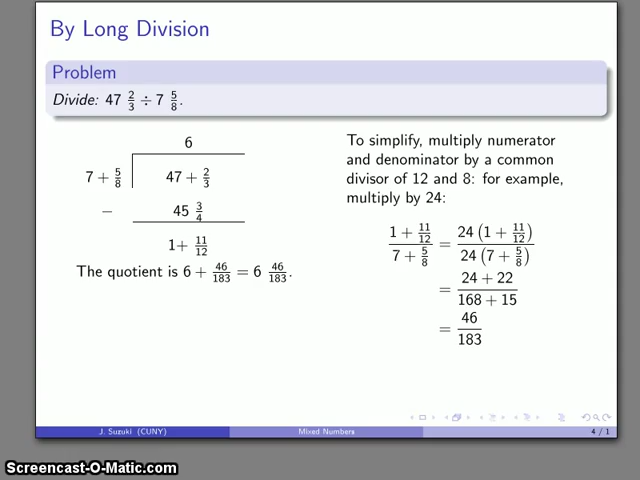 By Long Division
Problem
Divide: 47 2/3 ÷ 7 5/8.
6
7 + 5/8 47 + 2/3
− 45 3/4
1+ 11/12
The quotient is 6 + 46/183 = 6 46/183.
To simplify, multiply numerator
and denominator by a common
divisor of 12 and 8: for example,
multiply by 24:
(1 + 11/12)/(7 + 5/8) = 24 (1 + 11/12)/24 (7 + 5/8)
= (24 + 22)/(168 + 15)
= 46/183
J. Suzuki (CUNY) Mixed Numbers 4 / 1
Screencast-O-Matic.com